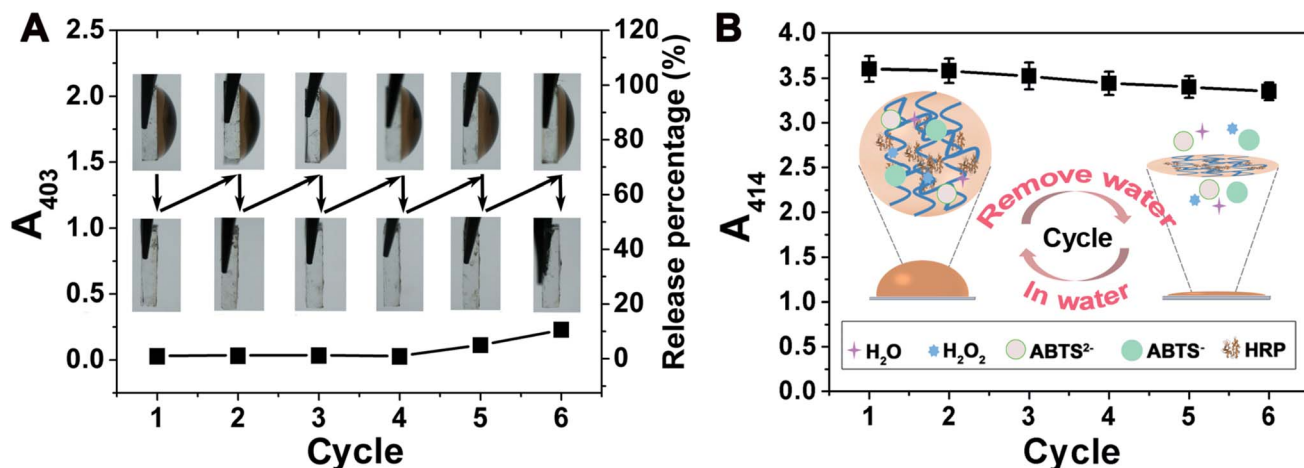 A
A₄₀₃
2.5
2.0
1.5
1.0
0.5
0.0
120
100
80
60
40
20
0
Release percentage (%)
1 2 3 4 5 6
Cycle
B
A₄₁₄
4.0
3.5
3.0
2.5
2.0
1.5
1.0
0.5
0.0
Remove water
Cycle
In water
H₂O H₂O₂ ABTS²⁻ ABTS⁻ HRP
1 2 3 4 5 6
Cycle